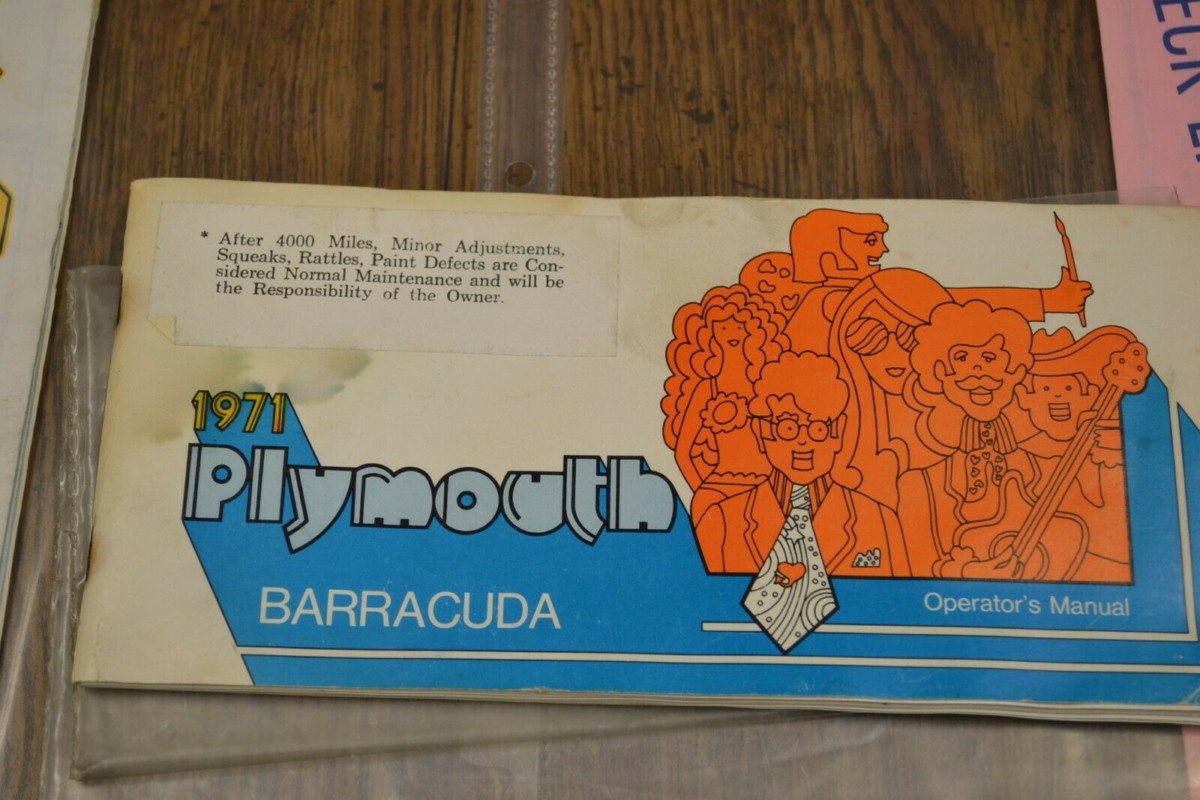 * After 4000 Miles, Minor Adjustments,
Squeaks, Rattles, Paint Defects are Con-
sidered Normal Maintenance and will be
the Responsibility of the Owner.
1971
Plymouth
BARRACUDA
Operator's Manual